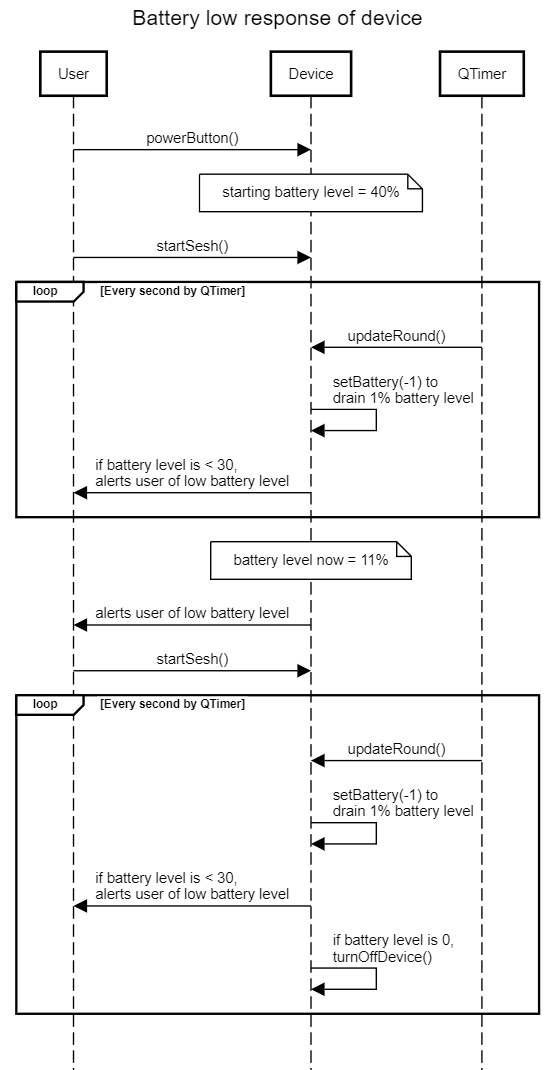 Battery low response of device
User
Device
QTimer
powerButton()
starting battery level = 40%
startSesh()
loop
[Every second by QTimer]
updateRound()
setBattery(-1) to
drain 1% battery level
if battery level is < 30,
alerts user of low battery level
battery level now = 11%
alerts user of low battery level
startSesh()
loop
[Every second by QTimer]
updateRound()
setBattery(-1) to
drain 1% battery level
if battery level is < 30,
alerts user of low battery level
if battery level is 0,
turnOffDevice()